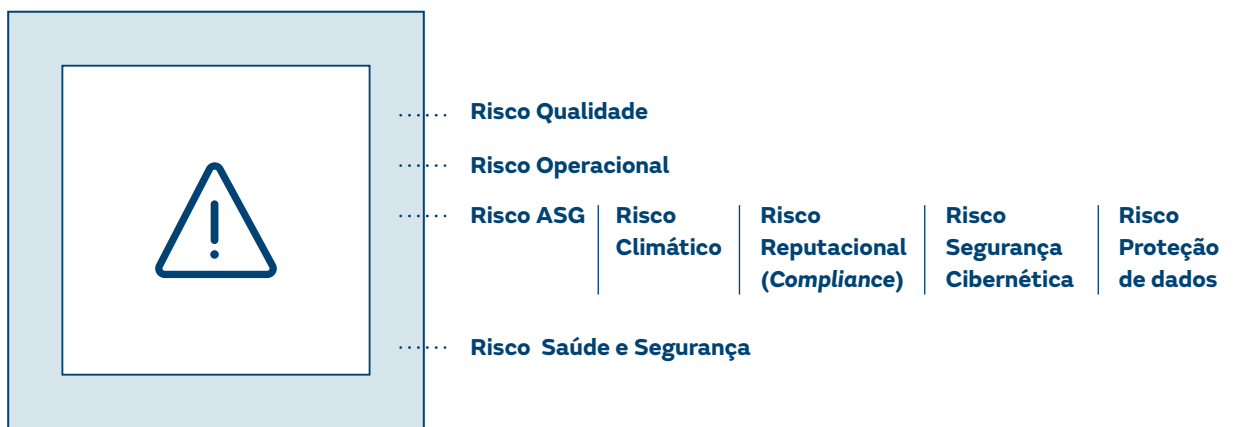 Risco Qualidade
Risco Operacional
Risco ASG
Risco
Climático
Risco
Reputacional
(Compliance)
Risco
Segurança
Cibernética
Risco
Proteção
de dados
Risco Saúde e Segurança